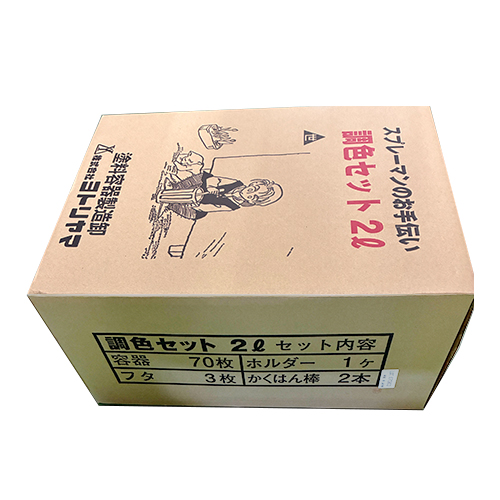 スプレーマンのお手伝い
調色セット2ℓ
塗料容器製造卸
株式会社ヨトリヤマ
調色セット 2ℓ セット内容
容器 70枚 ホルダー 1ヶ
フタ 3枚 かくはん棒 2本